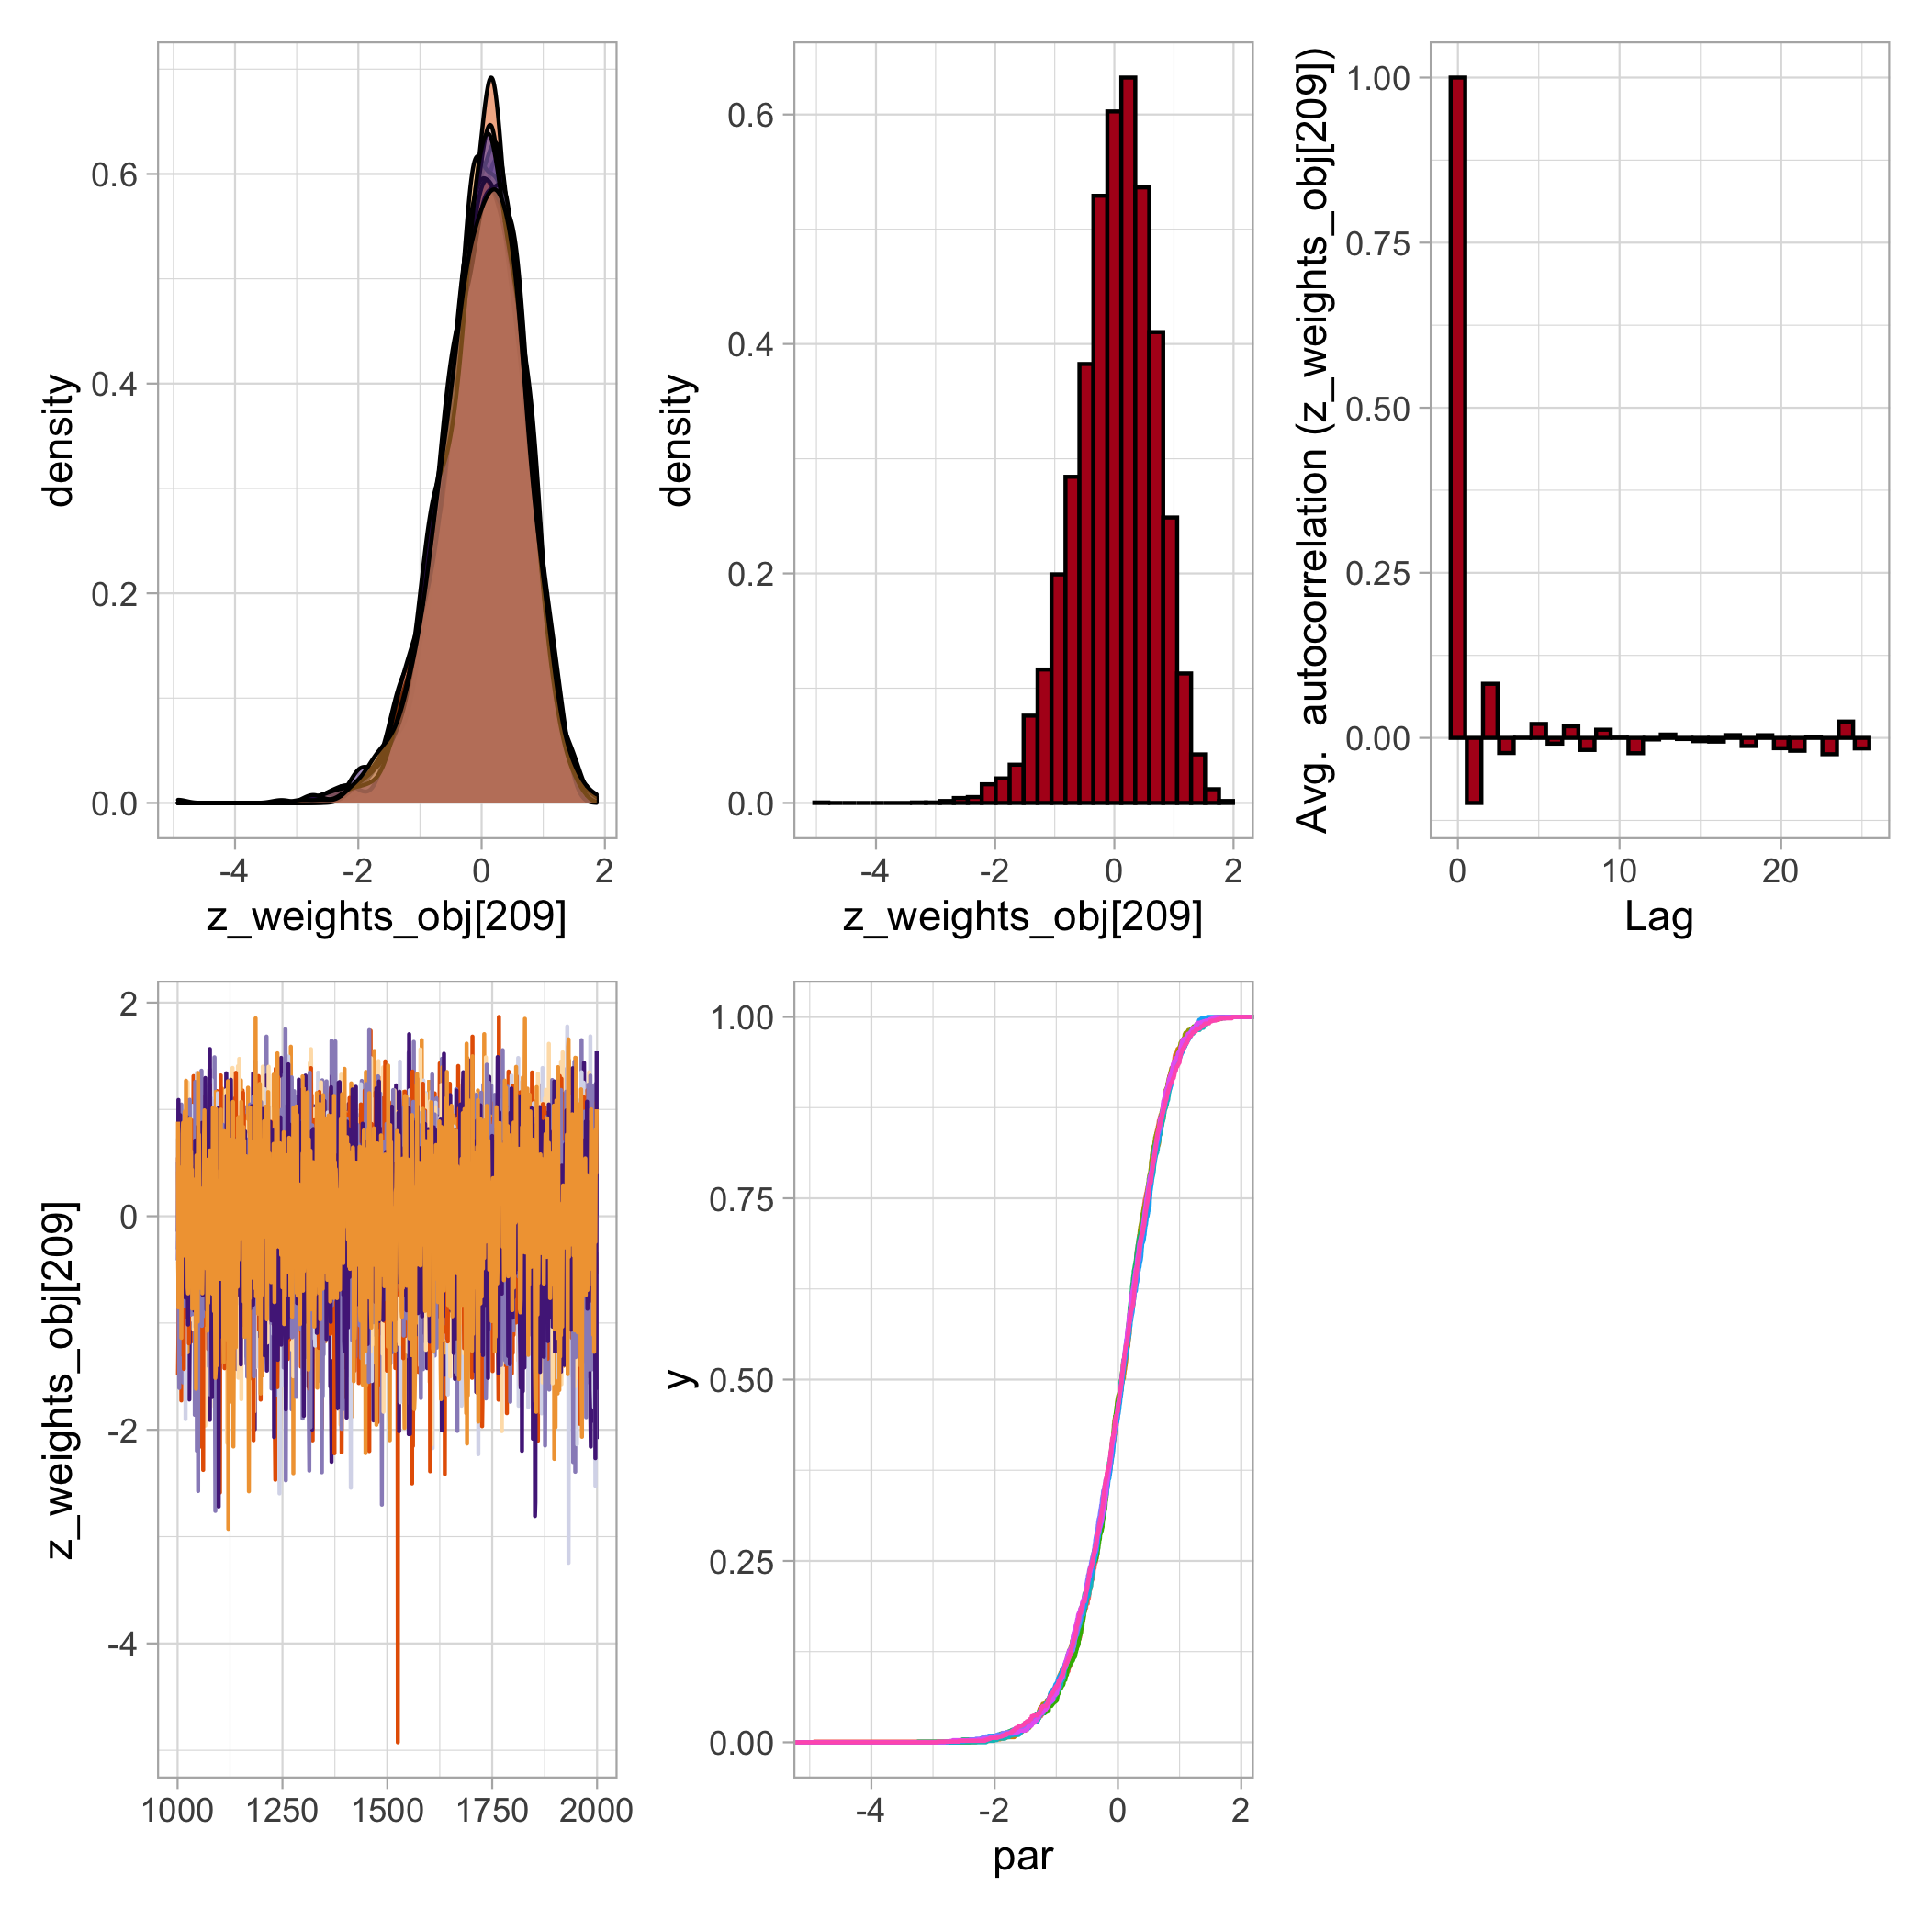 density
0.6
0.4
0.2
0.0
-4 -2 0 2
z_weights_obj[209]
density
0.6
0.4
0.2
0.0
-4 -2 0 2
z_weights_obj[209]
Avg. autocorrelation (z_weights_obj[209])
1.00
0.75
0.50
0.25
0.00
0 10 20
Lag
z_weights_obj[209]
2
0
-2
-4
1000 1250 1500 1750 2000
y
1.00
0.75
0.50
0.25
0.00
-4 -2 0 2
par